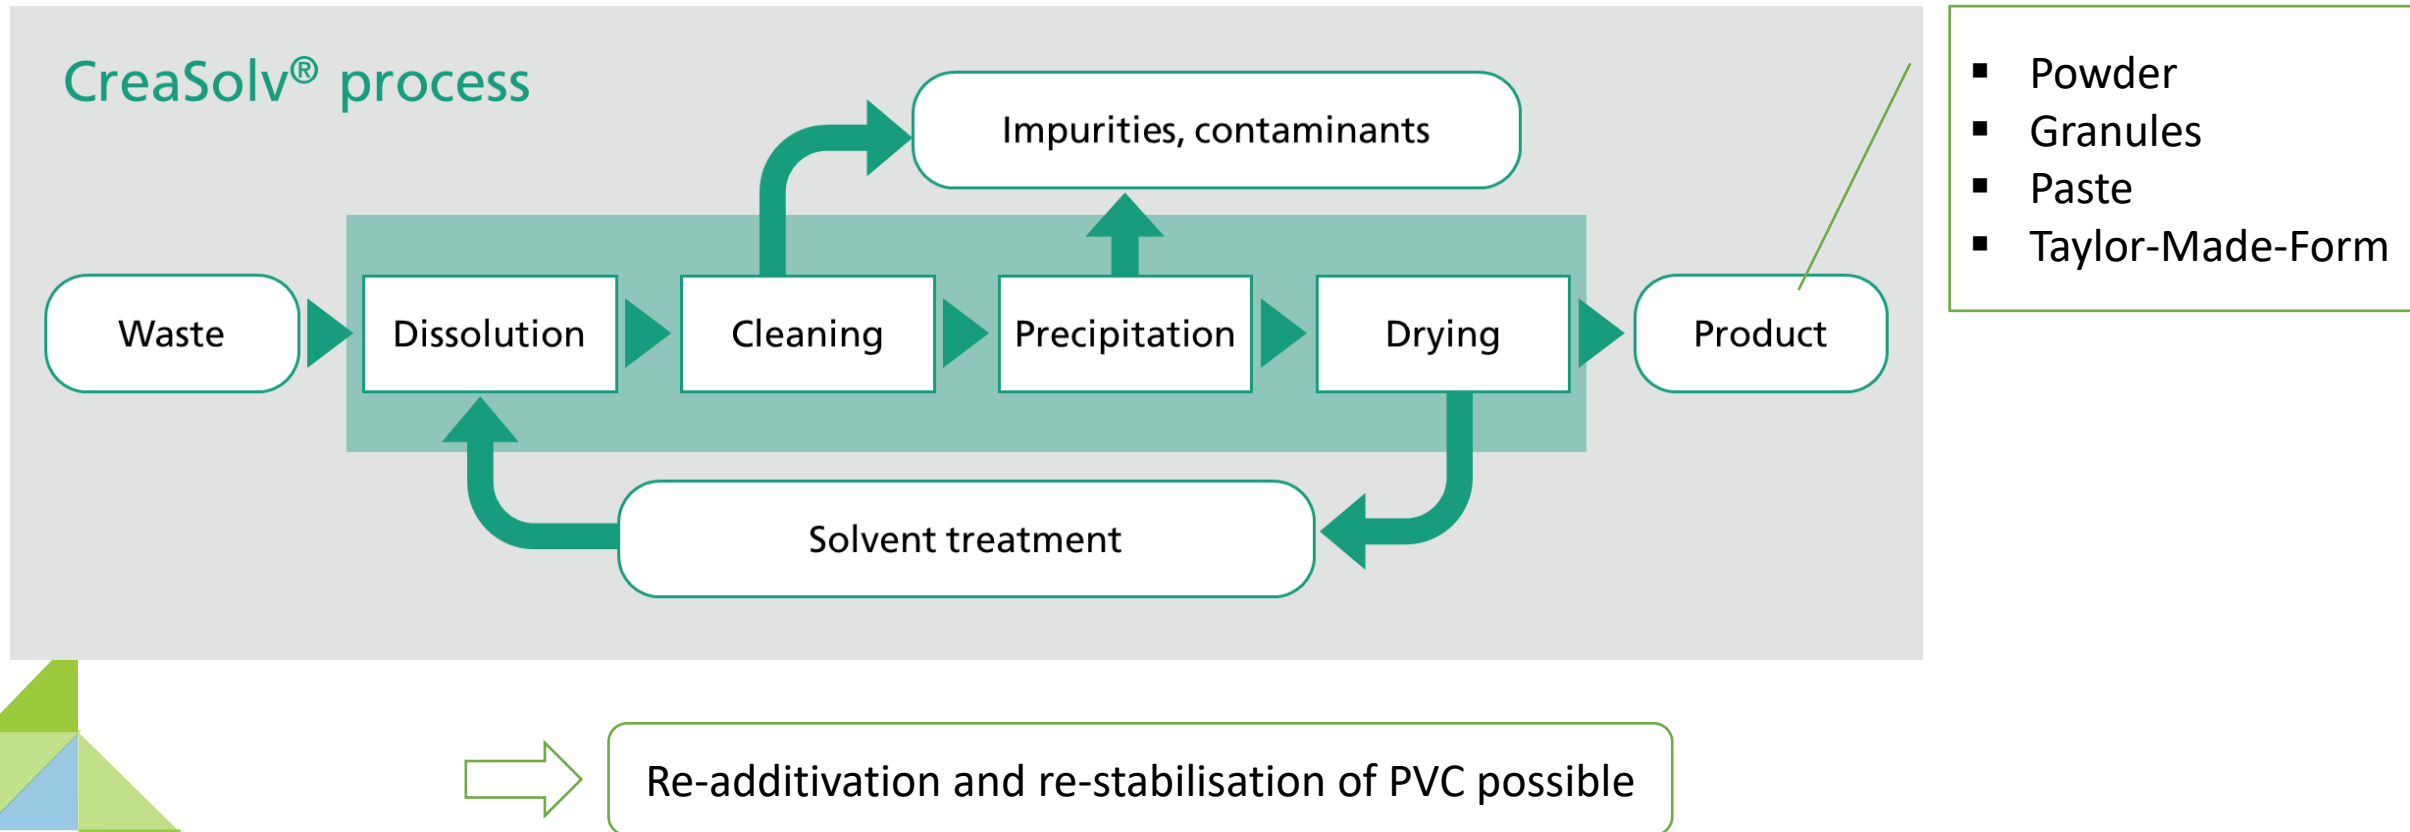 CreaSolv® process
Impurities, contaminants
Waste
Dissolution
Cleaning
Precipitation
Drying
Product
Solvent treatment
▪ Powder
▪ Granules
▪ Paste
▪ Taylor-Made-Form
Re-additivation and re-stabilisation of PVC possible